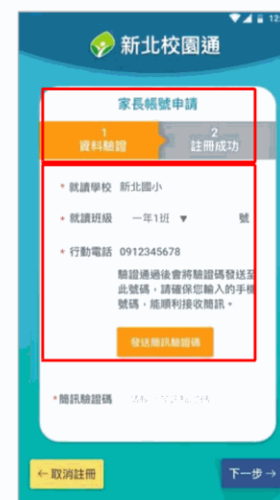 新北校園通
家長帳號申請
1
資料驗證
2
註冊成功
* 就讀學校 新北國小
* 就讀班級 一年1班 ▼ 號
* 行動電話 0912345678
驗證通過後會將驗證碼發送至
此號碼，請確保您輸入的手機
號碼，能順利接收簡訊。
發送簡訊驗證碼
*簡訊驗證碼
←取消註冊
下一步→